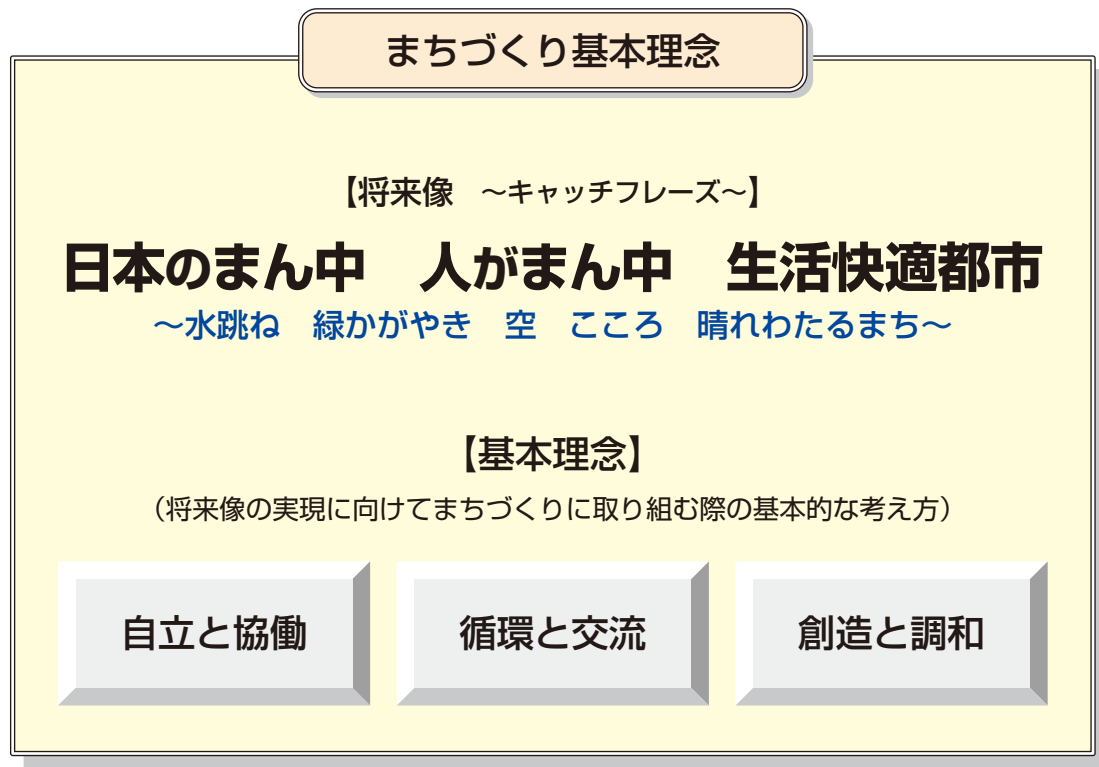 まちづくり基本理念
【将来像　～キャッチフレーズ～】
日本のまん中　人がまん中　生活快適都市
～水跳ね　緑かがやき　空　こころ　晴れわたるまち～
【基本理念】
（将来像の実現に向けてまちづくりに取り組む際の基本的な考え方）
自立と協働
循環と交流
創造と調和